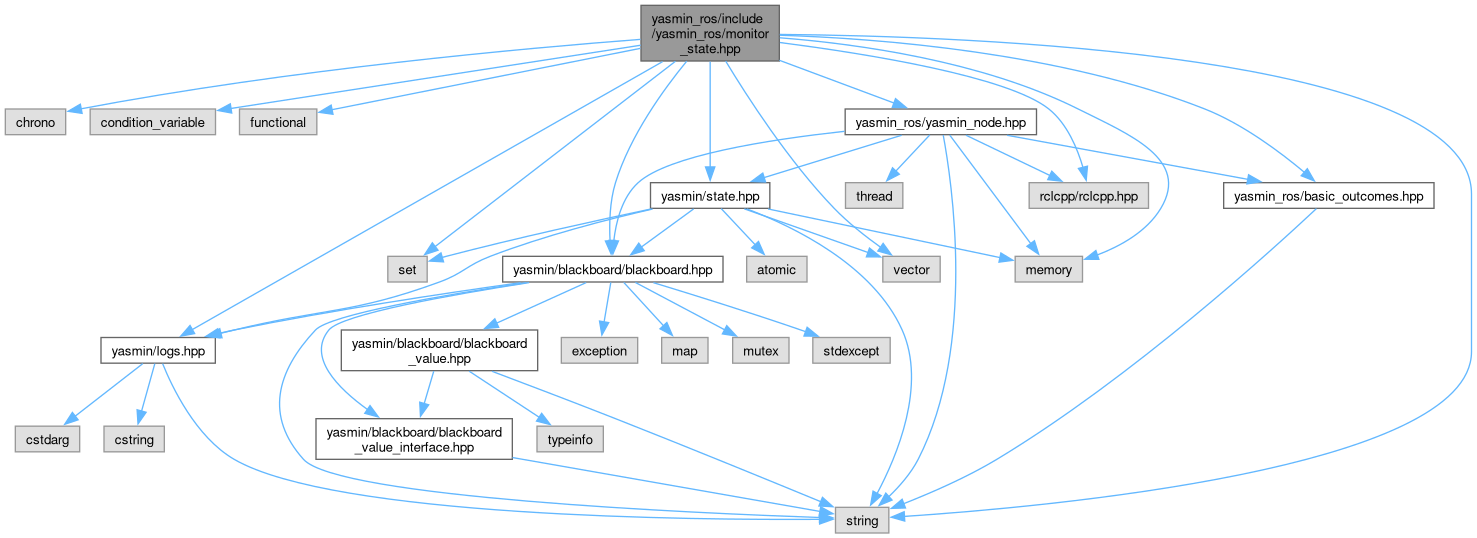 yasmin_ros/include
/yasmin_ros/monitor
_state.hpp
chrono
condition_variable
functional
yasmin_ros/yasmin_node.hpp
yasmin/state.hpp
thread
rclcpp/rclcpp.hpp
yasmin_ros/basic_outcomes.hpp
set
yasmin/blackboard/blackboard.hpp
atomic
vector
memory
yasmin/logs.hpp
yasmin/blackboard/blackboard
_value.hpp
exception
map
mutex
stdexcept
cstdarg
cstring
yasmin/blackboard/blackboard
_value_interface.hpp
typeinfo
string